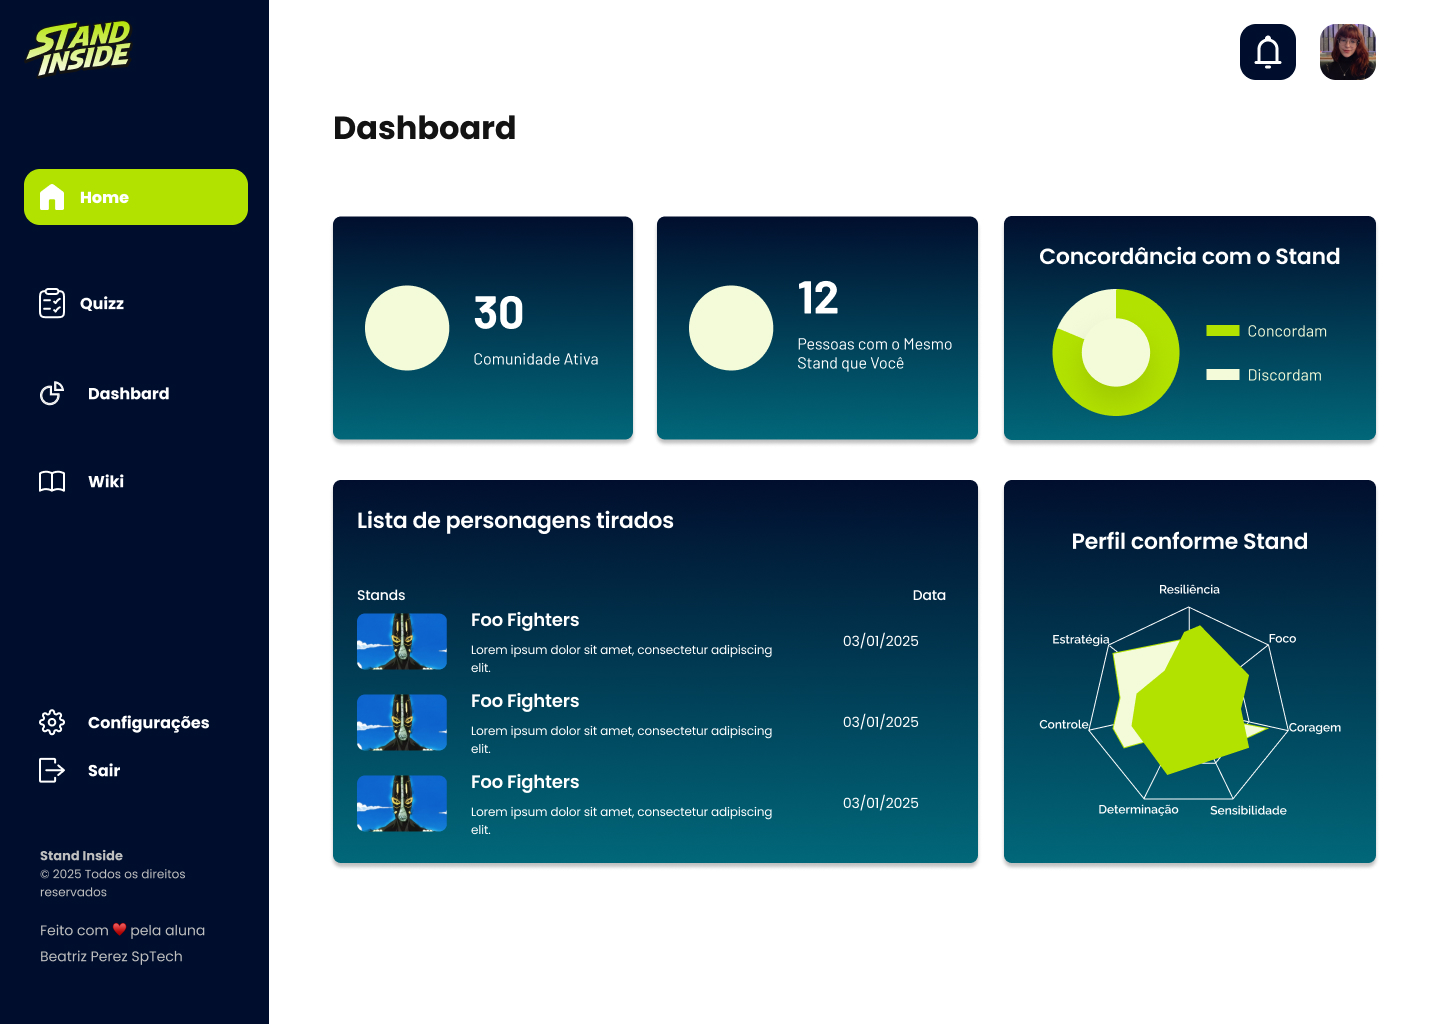 STAND
INSIDE
Home
Quizz
Dashbard
Wiki
Configurações
Sair
Stand Inside
© 2025 Todos os direitos
reservados
Feito com ♥ pela aluna
Beatriz Perez SpTech
Dashboard
30
Comunidade Ativa
12
Pessoas com o Mesmo
Stand que Você
Concordância com o Stand
Concordam
Discordam
Lista de personagens tirados
Stands
Data
Foo Fighters
Lorem ipsum dolor sit amet, consectetur adipiscing
elit.
03/01/2025
Foo Fighters
Lorem ipsum dolor sit amet, consectetur adipiscing
elit.
03/01/2025
Foo Fighters
Lorem ipsum dolor sit amet, consectetur adipiscing
elit.
03/01/2025
Perfil conforme Stand
Resiliência
Estratégia
Foco
Controle
Coragem
Determinação
Sensibilidade